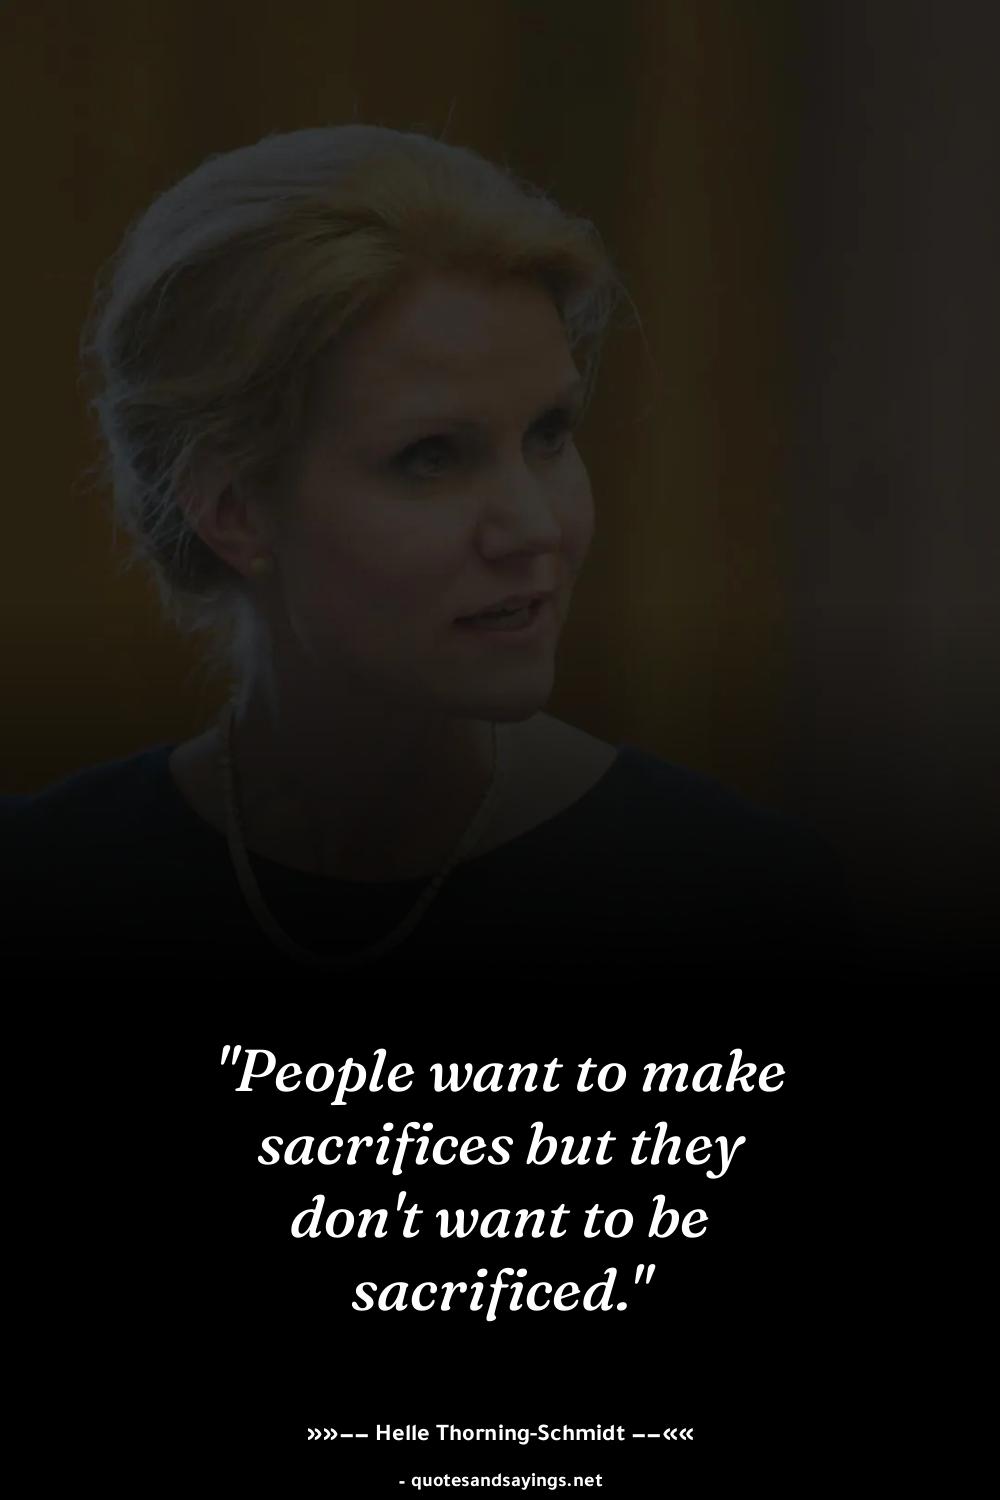 "People want to make
sacrifices but they
don't want to be
sacrificed."
»»–– Helle Thorning-Schmidt ––««
- quotesandsayings.net